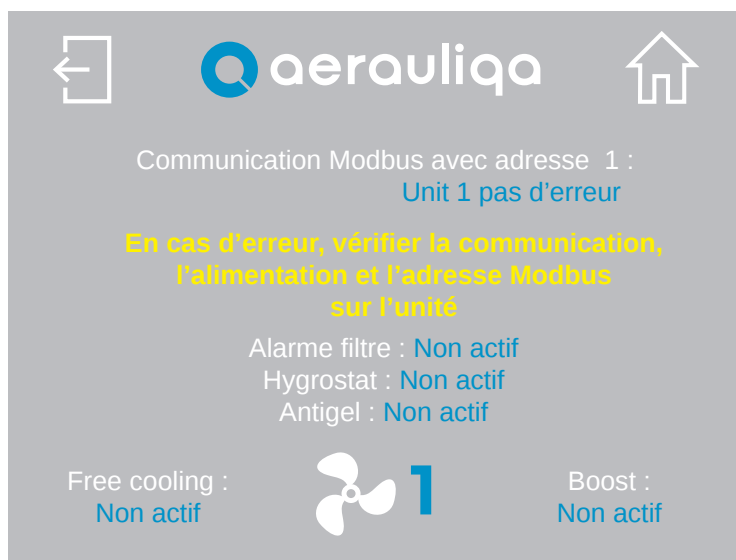 aerauliqa
Communication Modbus avec adresse 1 :
Unit 1 pas d’erreur
En cas d’erreur, vérifier la communication,
l’alimentation et l’adresse Modbus
sur l’unité
Alarme filtre : Non actif
Hygrostat : Non actif
Antigel : Non actif
Free cooling :
Non actif
1
Boost :
Non actif